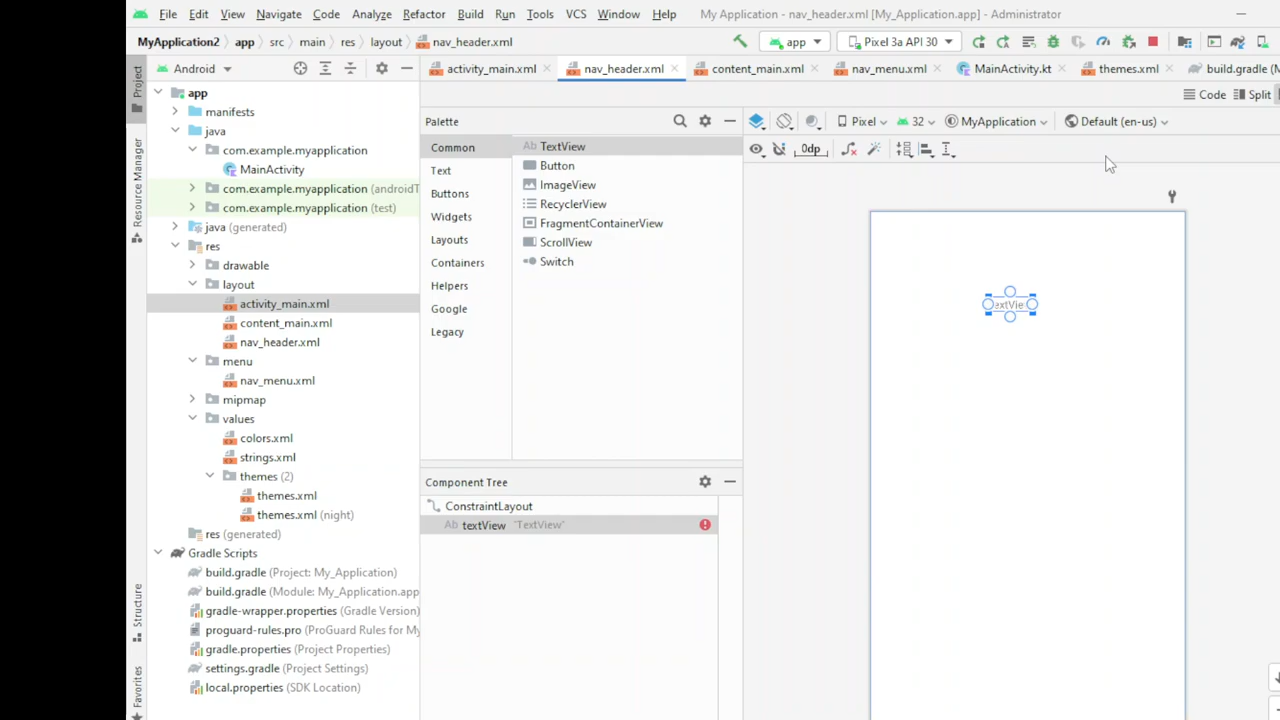 File Edit View Navigate Code Analyze Refactor Build Run Tools VCS Window Help My Application - nav_header.xml [My_Application.app] - Administrator
MyApplication2 app src main res layout nav_header.xml app Pixel 3a API 30
Project
Resource Manager
Structure
Favorites
Android
activity_main.xml nav_header.xml content_main.xml nav_menu.xml MainActivity.kt themes.xml build.gradle (M
Code Split
app
manifests
java
com.example.myapplication
MainActivity
com.example.myapplication (androidT
com.example.myapplication (test)
java (generated)
res
drawable
layout
activity_main.xml
content_main.xml
nav_header.xml
menu
nav_menu.xml
mipmap
values
colors.xml
strings.xml
themes (2)
themes.xml
themes.xml (night)
res (generated)
Gradle Scripts
build.gradle (Project: My_Application)
build.gradle (Module: My_Application.app
gradle-wrapper.properties (Gradle Version)
proguard-rules.pro (ProGuard Rules for My
gradle.properties (Project Properties)
settings.gradle (Project Settings)
local.properties (SDK Location)
Palette
Common
Text
Buttons
Widgets
Layouts
Containers
Helpers
Google
Legacy
Ab TextView
Button
ImageView
RecyclerView
FragmentContainerView
ScrollView
Switch
Component Tree
ConstraintLayout
Ab textView "TextView"
Pixel 32 MyApplication Default (en-us)
0dp
extVie